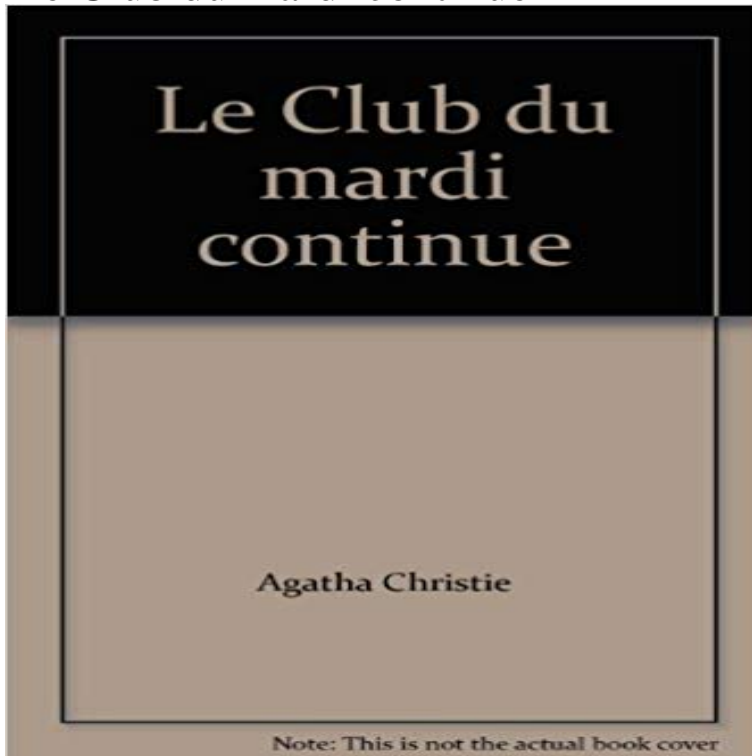 Le Club du
mardi
continue
Agatha Christie
Note: This is not the actual book cover